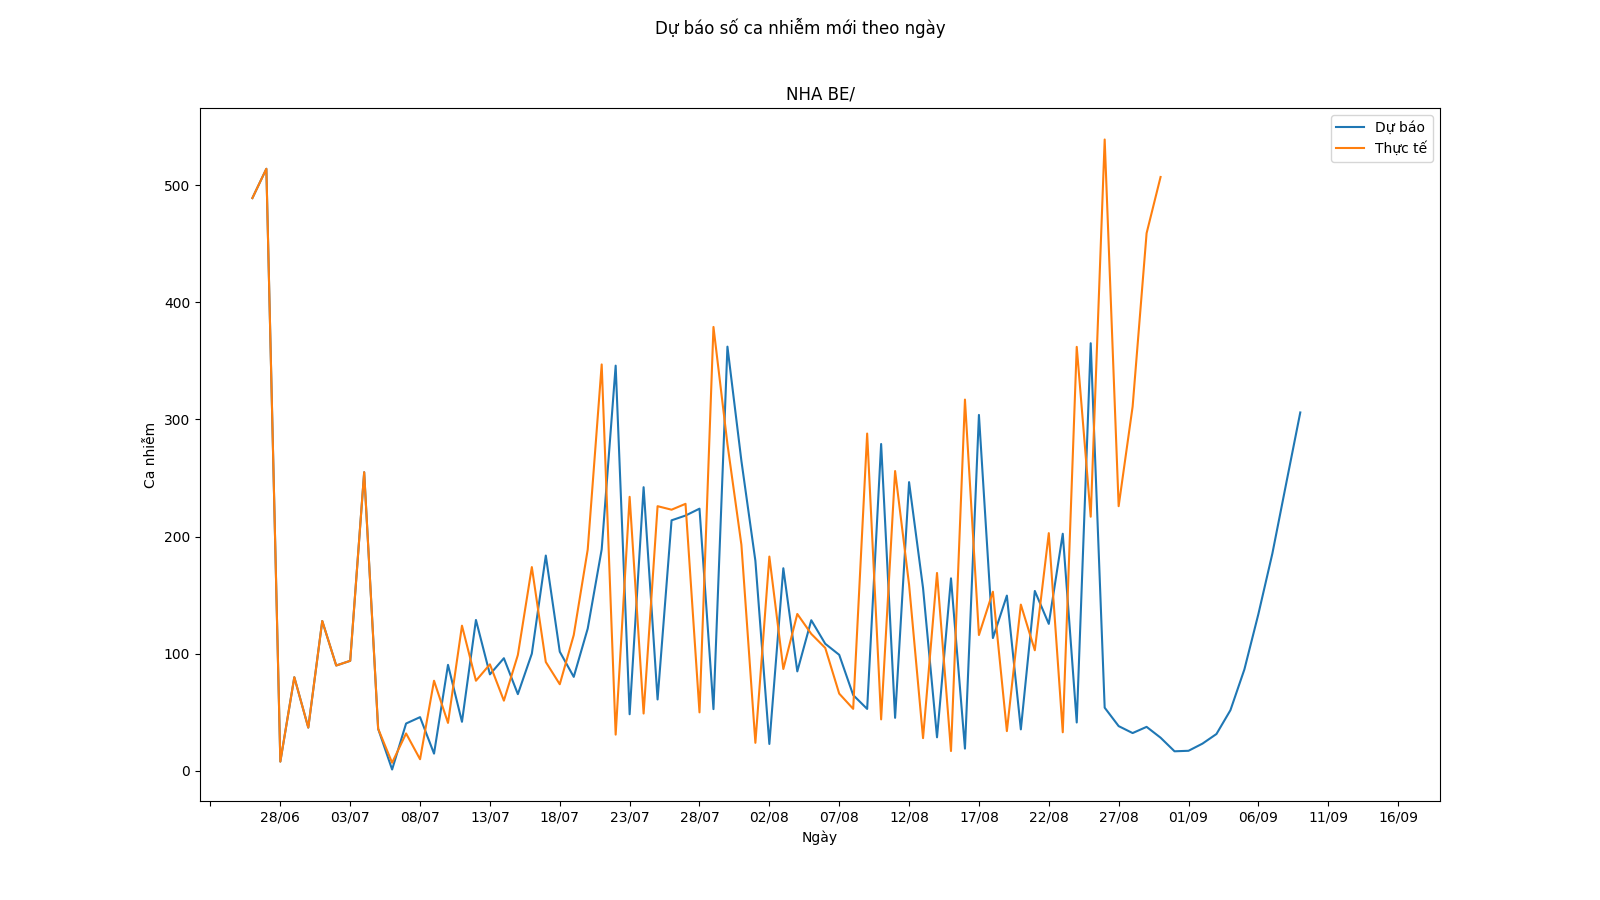 Dự báo số ca nhiễm mới theo ngày
NHA BE/
Dự báo
Thực tế
500
400
300
200
100
0
Ca nhiễm
28/06 03/07 08/07 13/07 18/07 23/07 28/07 02/08 07/08 12/08 17/08 22/08 27/08 01/09 06/09 11/09 16/09
Ngày